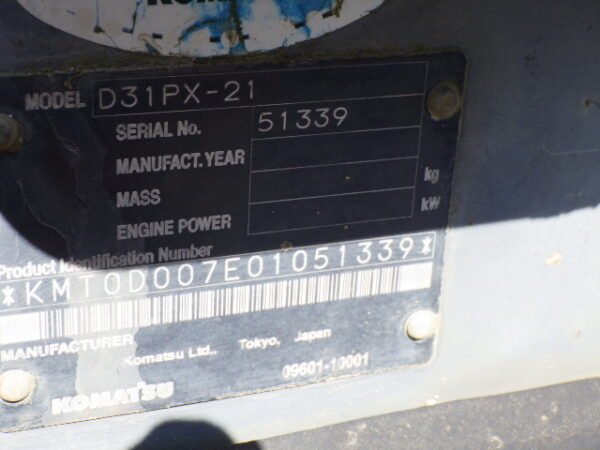 KOM
MODEL D31PX-21
SERIAL No. 51339
MANUFACT. YEAR
MASS kg
ENGINE POWER kW
Product Identification Number
*KMT0D007E01051339*
MANUFACTURER
Komatsu Ltd., Tokyo, Japan
09601-10001
KOMATSU